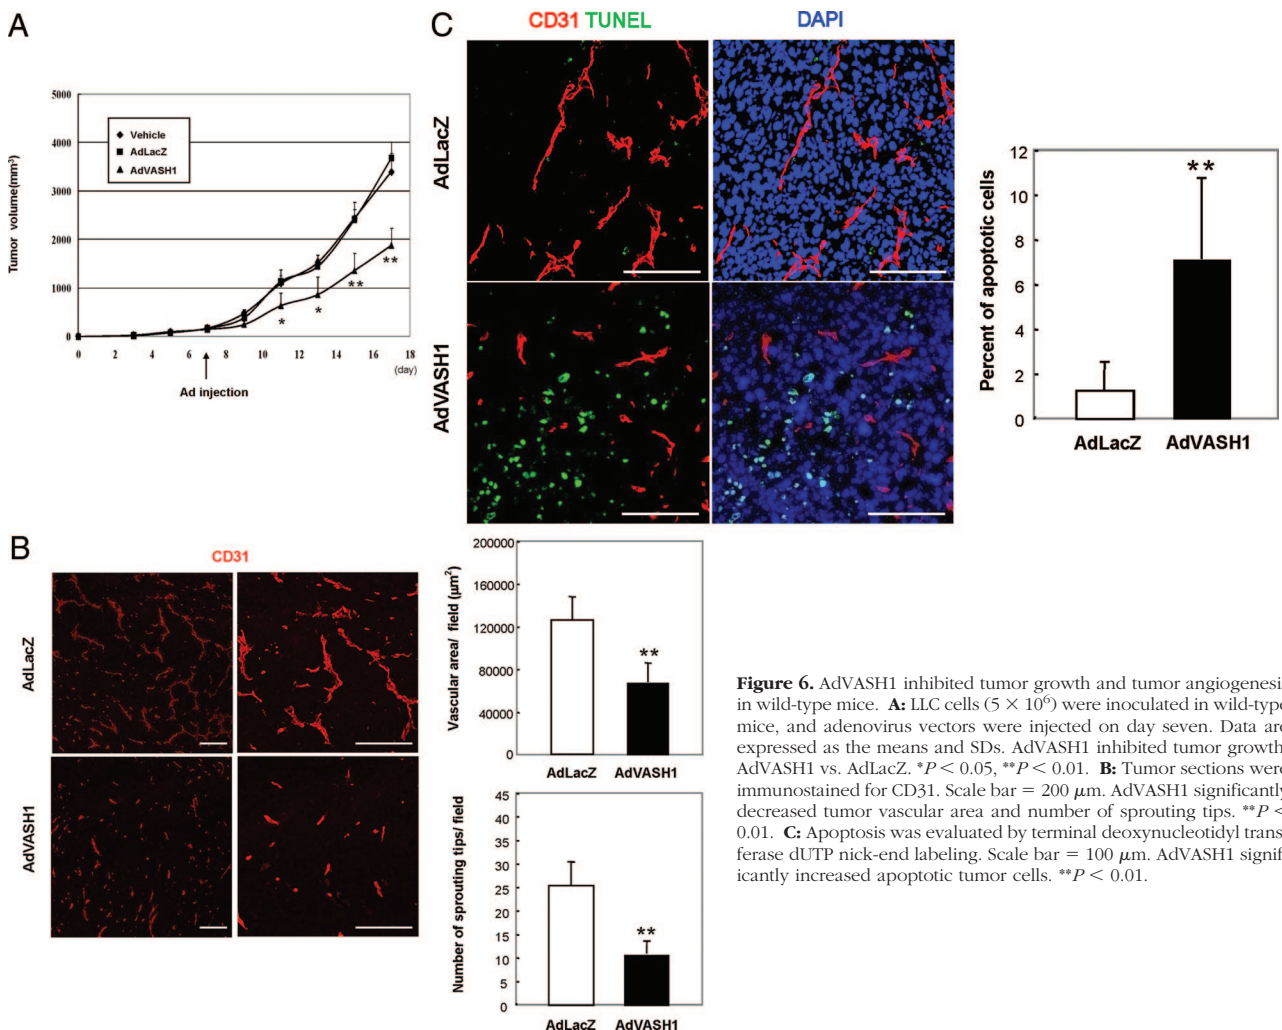 A
5000
4000
3000
2000
1000
0
Tumor volume(mm³)
Vehicle
AdLacZ
AdVASH1
*
*
**
**
0 2 4 6 8 10 12 14 16 18
(day)
Ad injection
C
CD31 TUNEL
DAPI
AdLacZ
AdVASH1
12
10
8
6
4
2
0
Percent of apoptotic cells
**
AdLacZ AdVASH1
B
CD31
AdLacZ
AdVASH1
200000
160000
120000
80000
40000
0
Vascular area/ field (μm²)
**
AdLacZ AdVASH1
45
40
35
30
25
20
15
10
5
0
Number of sprouting tips/ field
**
AdLacZ AdVASH1
Figure 6. AdVASH1 inhibited tumor growth and tumor angiogenesis
in wild-type mice. A: LLC cells (5 × 10⁶) were inoculated in wild-type
mice, and adenovirus vectors were injected on day seven. Data are
expressed as the means and SDs. AdVASH1 inhibited tumor growth
AdVASH1 vs. AdLacZ. *P < 0.05, **P < 0.01. B: Tumor sections were
immunostained for CD31. Scale bar = 200 μm. AdVASH1 significantly
decreased tumor vascular area and number of sprouting tips. **P <
0.01. C: Apoptosis was evaluated by terminal deoxynucleotidyl trans
ferase dUTP nick-end labeling. Scale bar = 100 μm. AdVASH1 signif
icantly increased apoptotic tumor cells. **P < 0.01.